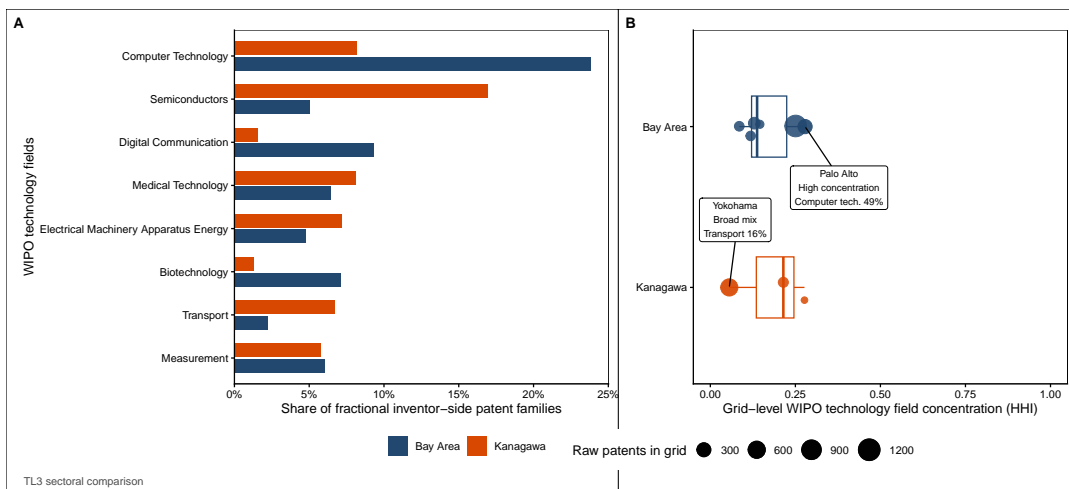 A
WIPO technology fields
Computer Technology
Semiconductors
Digital Communication
Medical Technology
Electrical Machinery Apparatus Energy
Biotechnology
Transport
Measurement
0% 5% 10% 15% 20% 25%
Share of fractional inventor−side patent families
B
Bay Area
Kanagawa
Palo Alto
High concentration
Computer tech. 49%
Yokohama
Broad mix
Transport 16%
0.00 0.25 0.50 0.75 1.00
Grid−level WIPO technology field concentration (HHI)
Bay Area Kanagawa
Raw patents in grid 300 600 900 1200
TL3 sectoral comparison